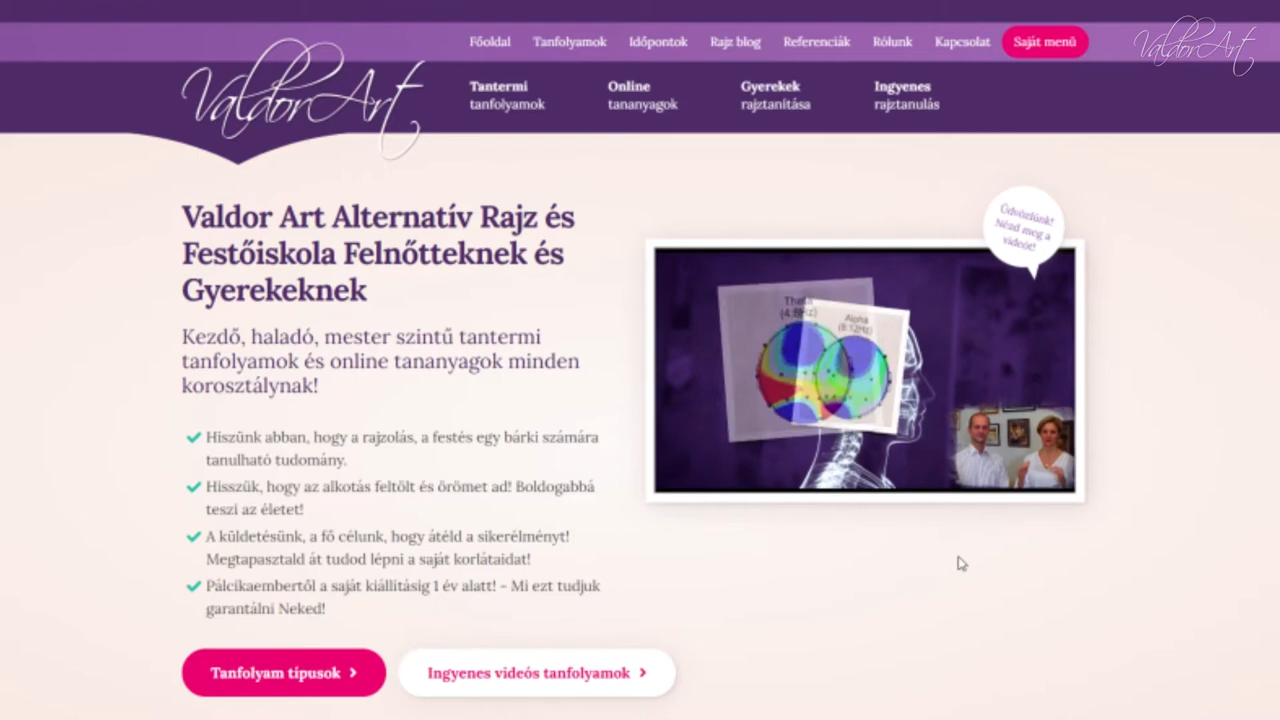 Főoldal Tanfolyamok Időpontok Rajz blog Referenciák Rólunk Kapcsolat Saját menü
ValdorArt
ValdorArt
Tantermi
tanfolyamok
Online
tananyagok
Gyerekek
rajztanítása
Ingyenes
rajztanulás
Valdor Art Alternatív Rajz és
Festőiskola Felnőtteknek és
Gyerekeknek
Kezdő, haladó, mester szintű tantermi
tanfolyamok és online tananyagok minden
korosztálynak!
Hiszünk abban, hogy a rajzolás, a festés egy bárki számára
tanulható tudomány.
Hisszük, hogy az alkotás feltölt és örömet ad! Boldogabbá
teszi az életet!
A küldetésünk, a fő célunk, hogy átéld a sikerélményt!
Megtapasztald át tudod lépni a saját korlátaidat!
Pálcikaembertől a saját kiállításig 1 év alatt! - Mi ezt tudjuk
garantálni Neked!
Tanfolyam típusok
Ingyenes videós tanfolyamok
Üdvözlünk!
Nézd meg a
videót!
Theta
(4-8Hz)
Alpha
(8-12Hz)